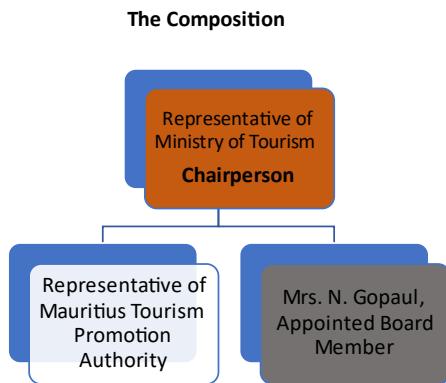 The Composition
Representative of
Ministry of Tourism
Chairperson
Representative of
Mauritius Tourism
Promotion
Authority
Mrs. N. Gopaul,
Appointed Board
Member